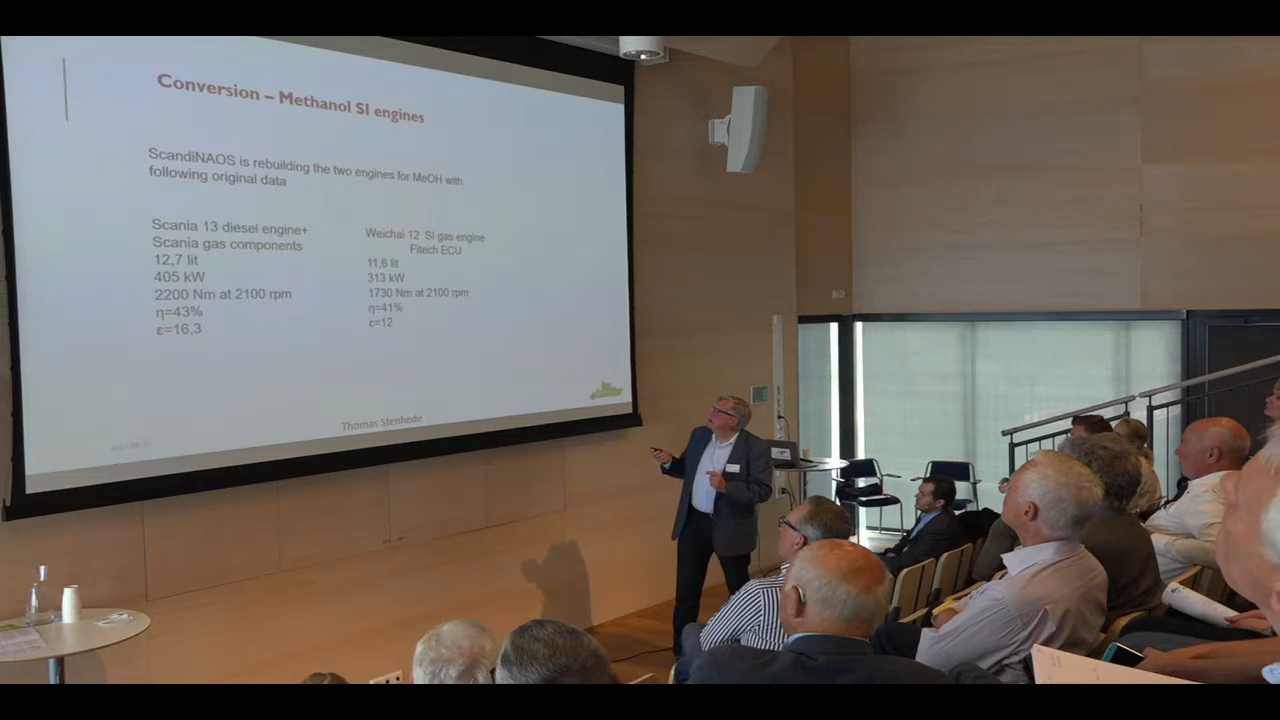 Conversion – Methanol SI engines
ScandiNAOS is rebuilding the two engines for MeOH with
following original data
Scania 13 diesel engine+
Scania gas components
12,7 lit
405 kW
2200 Nm at 2100 rpm
η=43%
ε=16,3
Weichai 12 SI gas engine
Fitech ECU
11,6 lit
313 kW
1730 Nm at 2100 rpm
η=41%
ε=12
Thomas Stenhede